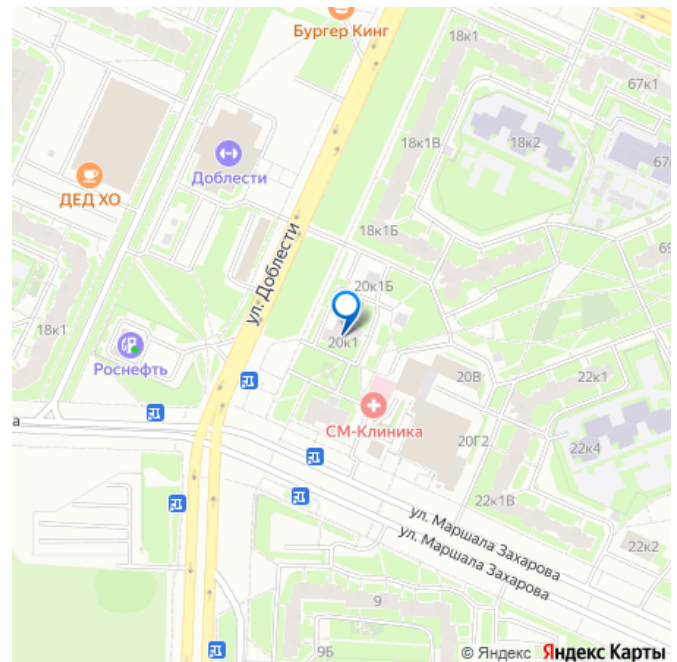 Бургер Кинг
18к1
67к1
18к1В
18к2
67
Доблести
ДЕД ХО
18к1Б
69
ул. Доблести
20к1Б
18к1
20к1
Роснефть
20В
22к1
а
СМ-Клиника
20Г2
22к4
22к1В
ул. Маршала Захарова
ул. Маршала Захарова
22к2
9
9Б
© Яндекс Яндекс Карты